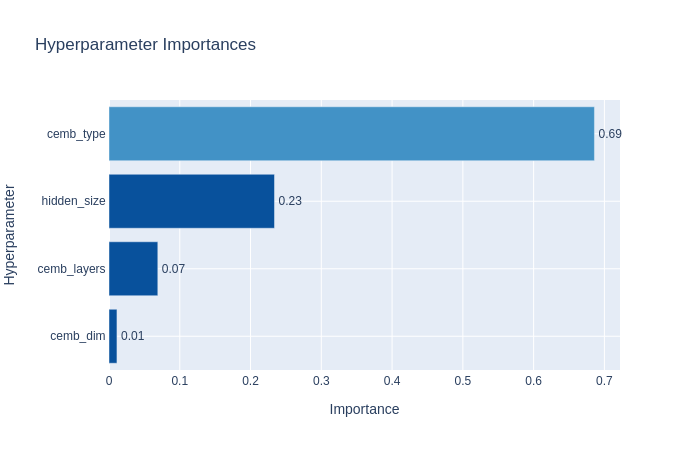 Hyperparameter Importances
Hyperparameter
cemb_type
0.69
hidden_size
0.23
cemb_layers
0.07
cemb_dim
0.01
0 0.1 0.2 0.3 0.4 0.5 0.6 0.7
Importance